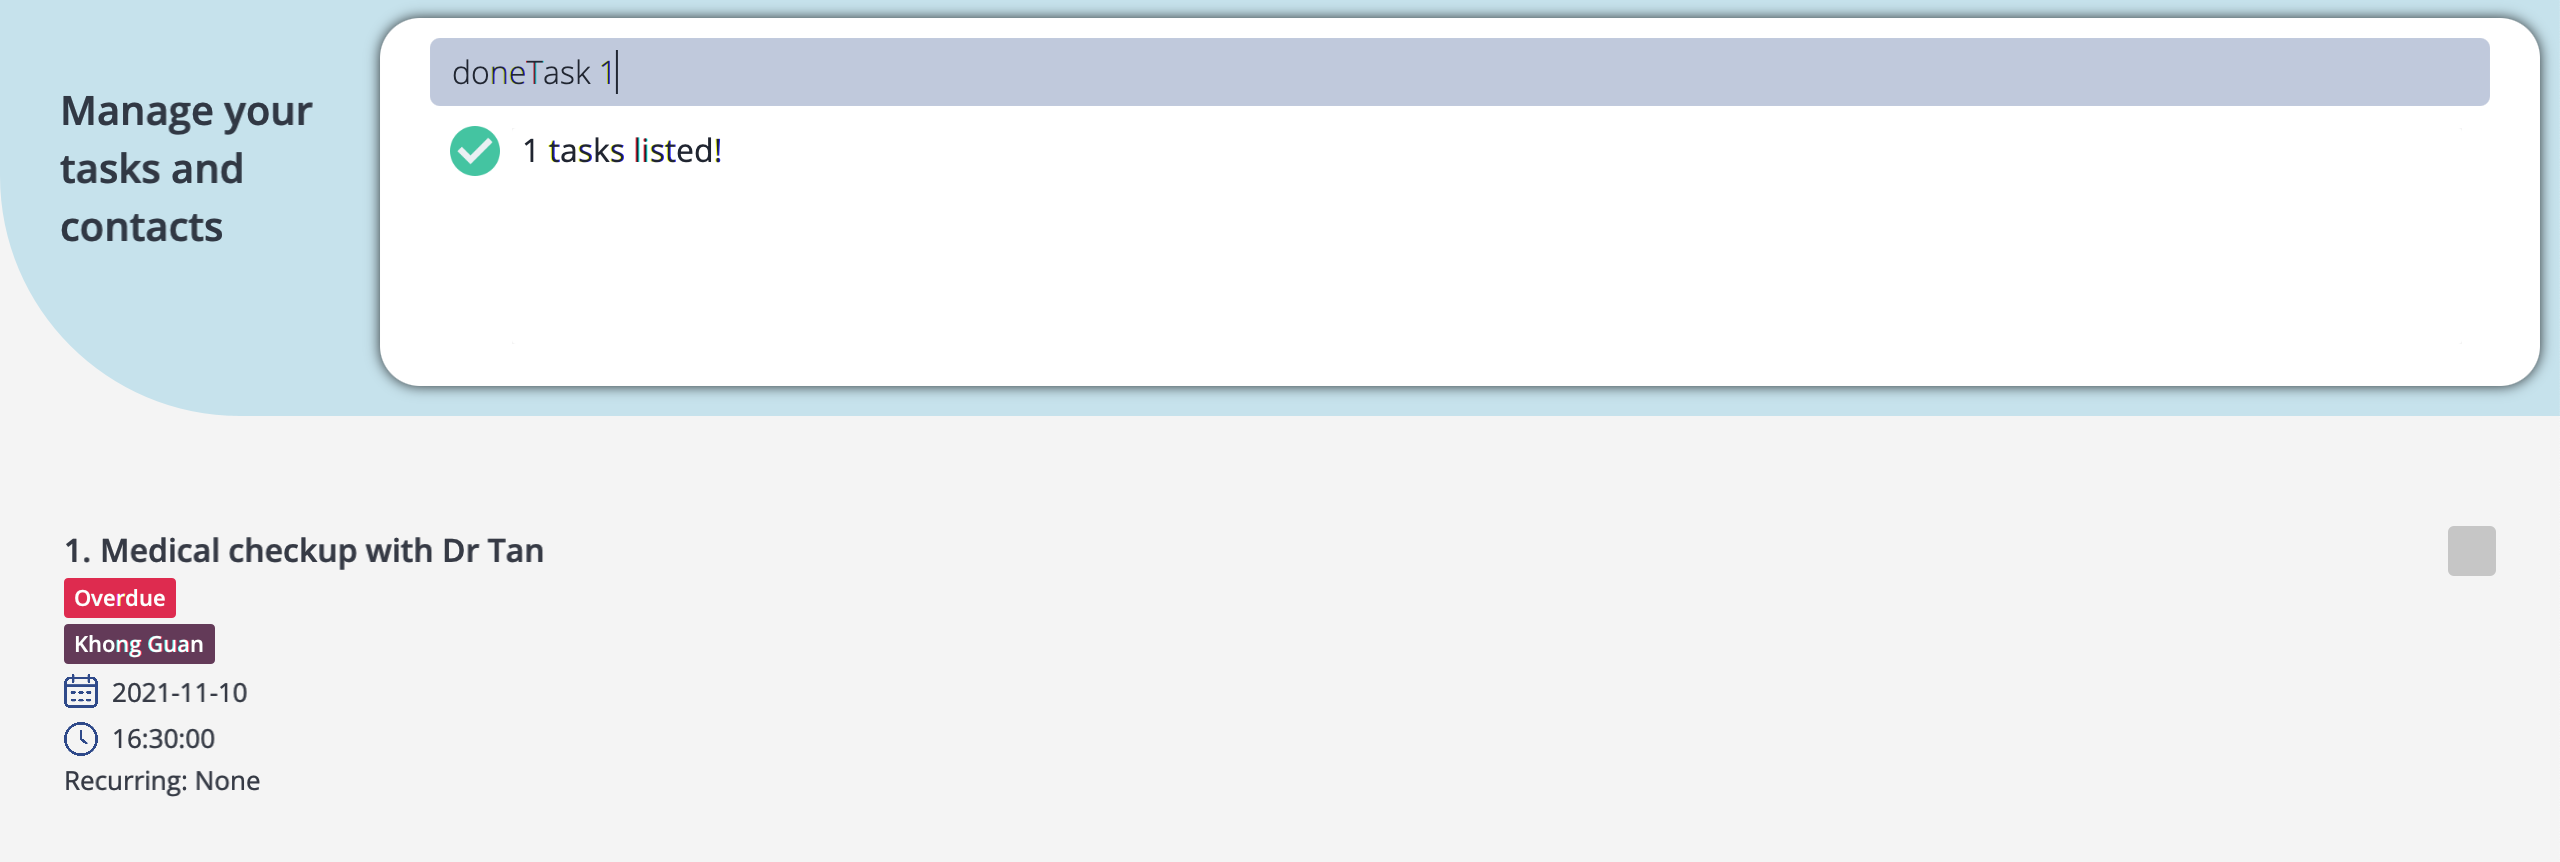 Manage your
tasks and
contacts
doneTask 1
1 tasks listed!
1. Medical checkup with Dr Tan
Overdue
Khong Guan
2021-11-10
16:30:00
Recurring: None